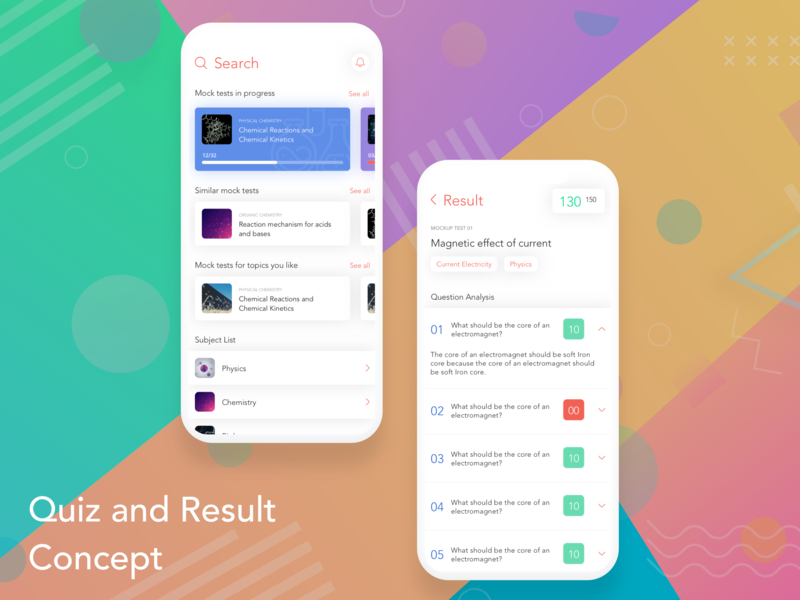 Search
Mock tests in progress
See all
PHYSICAL CHEMISTRY
Chemical Reactions and
Chemical Kinetics
12/32
03/
Similar mock tests
See all
ORGANIC CHEMISTRY
Reaction mechanism for acids
and bases
Mock tests for topics you like
See all
PHYSICAL CHEMISTRY
Chemical Reactions and
Chemical Kinetics
Subject List
Physics
Chemistry
Result
130 150
MOCKUP TEST 01
Magnetic effect of current
Current Electricity
Physics
Question Analysis
01 What should be the core of an
electromagnet?
10
The core of an electromagnet should be soft Iron
core because the core of an electromagnet should
be soft Iron core.
02 What should be the core of an
electromagnet?
00
03 What should be the core of an
electromagnet?
10
04 What should be the core of an
electromagnet?
10
05 What should be the core of an
electromagnet?
10
Quiz and Result
Concept